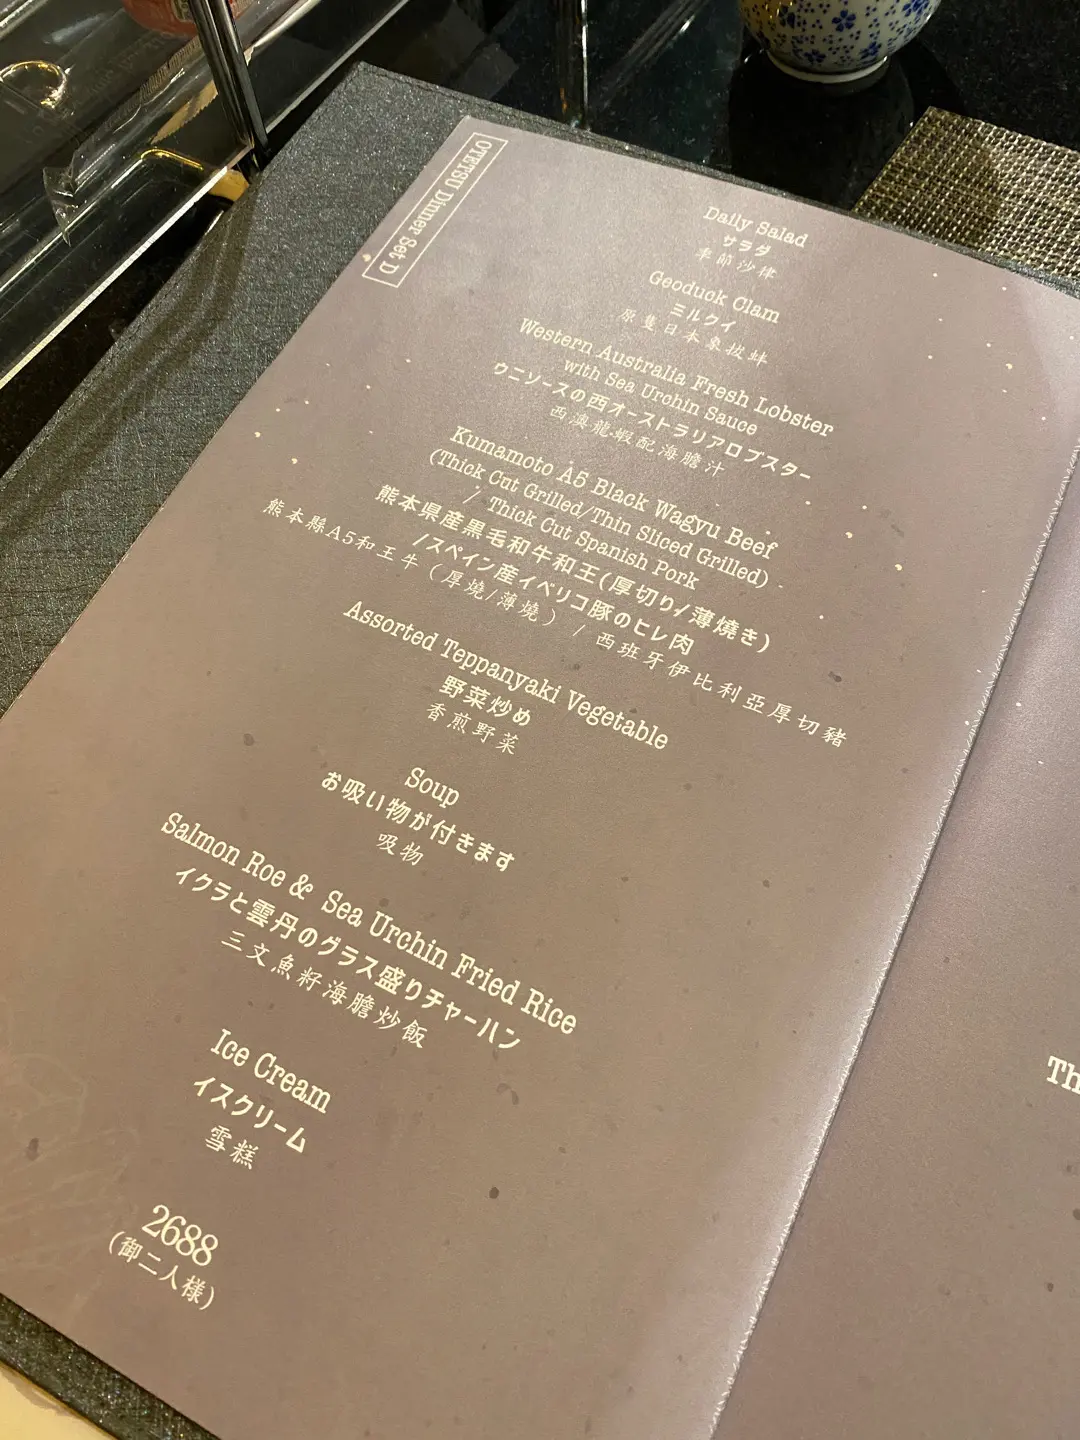 OTETSU Dinner Set D
Daily Salad
サラダ
季節沙律
Geoduck Clam
ミルクイ
原隻日本象拔蚌
Western Australia Fresh Lobster
with Sea Urchin Sauce
ウニソースの西オーストラリアロブスター
西澳龍蝦配海膽汁
Kumamoto A5 Black Wagyu Beef
(Thick Cut Grilled/Thin Sliced Grilled)
/ Thick Cut Spanish Pork
熊本県産黒毛和牛和王(厚切り/薄焼き)
/スペイン産イベリコ豚のヒレ肉
熊本縣A5和王牛（厚燒/薄燒）/ 西班牙伊比利亞厚切豬
Assorted Teppanyaki Vegetable
野菜炒め
香煎野菜
Soup
お吸い物が付きます
吸物
Salmon Roe & Sea Urchin Fried Rice
イクラと雲丹のグラス盛りチャーハン
三文魚籽海膽炒飯
Ice Cream
イスクリーム
雪糕
2688
(御二人様)
Th